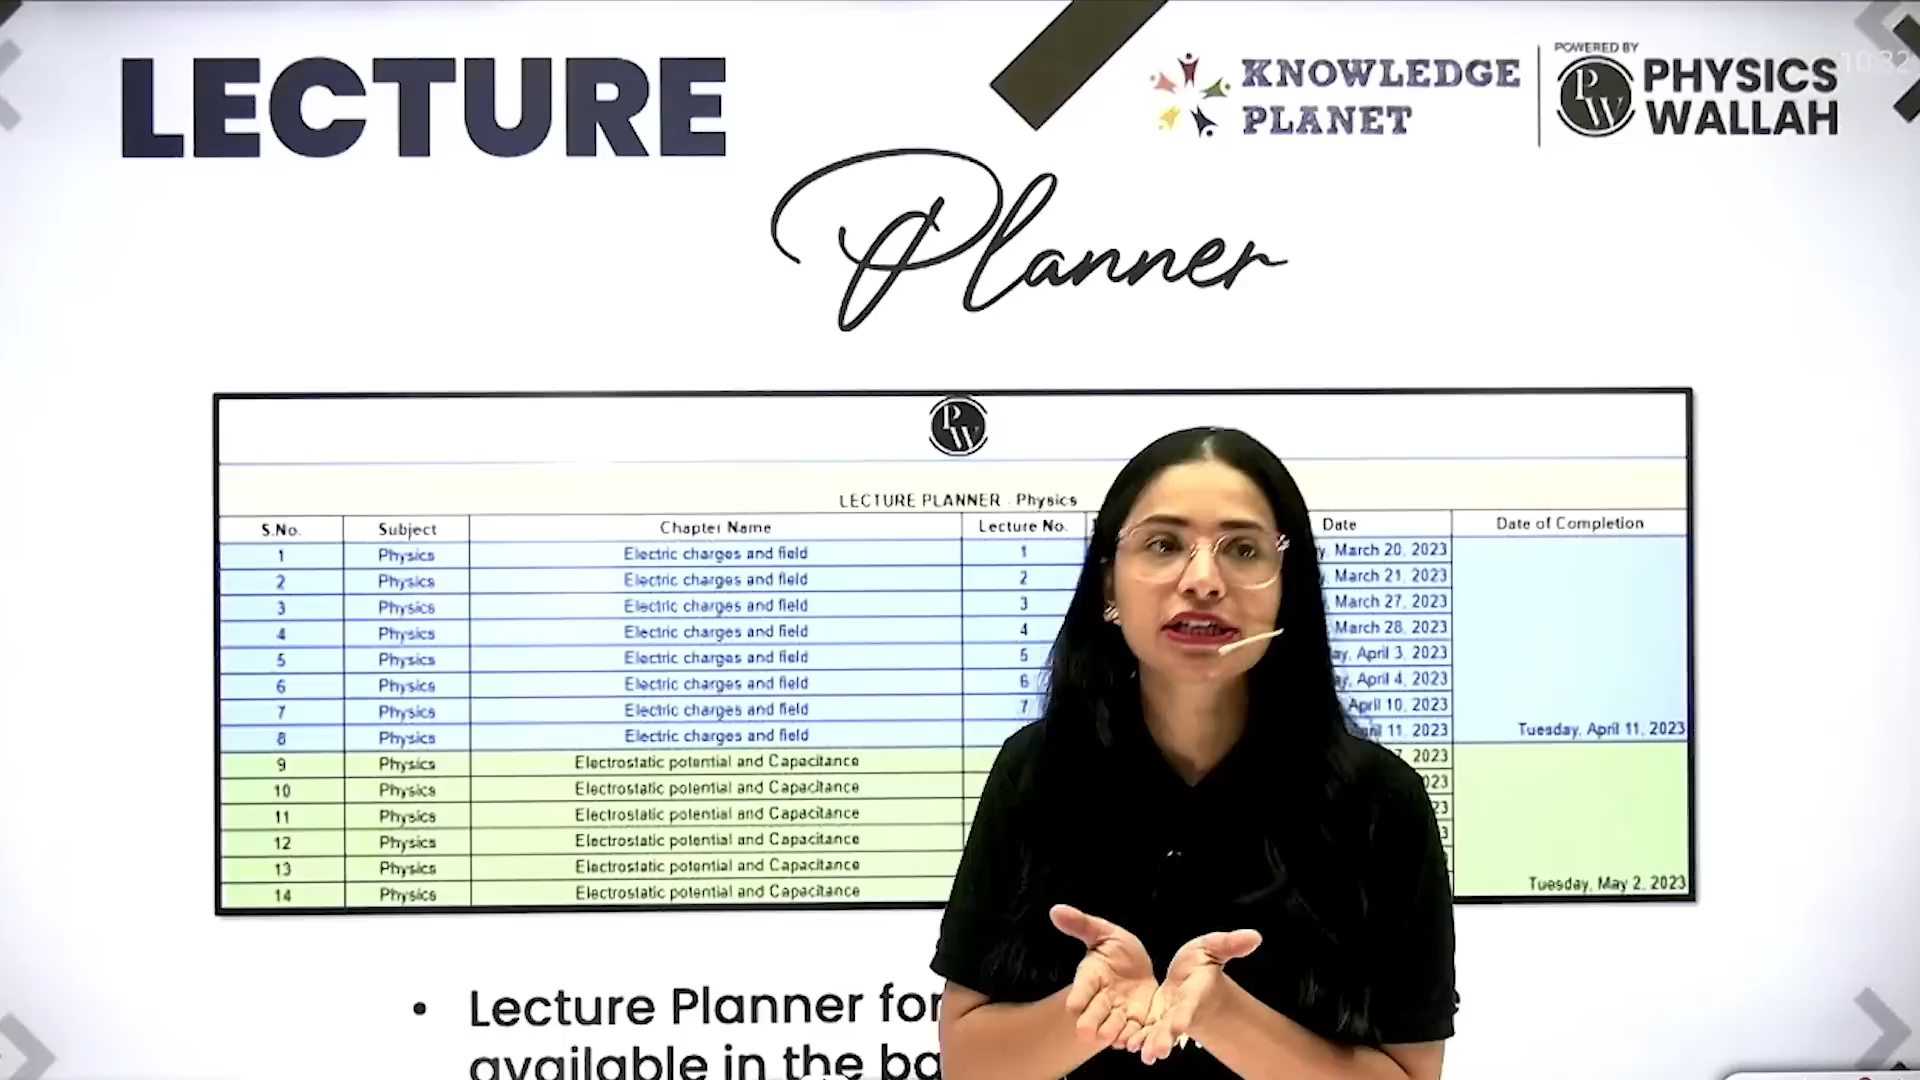 LECTURE
Planner
KNOWLEDGE
PLANET
POWERED BY
PW
PHYSICS
WALLAH
10:32
PW
LECTURE PLANNER - Physics
S.No. Subject Chapter Name Lecture No. Date Date of Completion
1 Physics Electric charges and field 1 March 20, 2023
2 Physics Electric charges and field 2 March 21, 2023
3 Physics Electric charges and field 3 March 27, 2023
4 Physics Electric charges and field 4 March 28, 2023
5 Physics Electric charges and field 5 April 3, 2023
6 Physics Electric charges and field 6 April 4, 2023
7 Physics Electric charges and field 7 April 10, 2023
8 Physics Electric charges and field 11, 2023 Tuesday, April 11, 2023
9 Physics Electrostatic potential and Capacitance 2023
10 Physics Electrostatic potential and Capacitance
11 Physics Electrostatic potential and Capacitance
12 Physics Electrostatic potential and Capacitance
13 Physics Electrostatic potential and Capacitance
14 Physics Electrostatic potential and Capacitance Tuesday, May 2, 2023
• Lecture Planner for
available in the